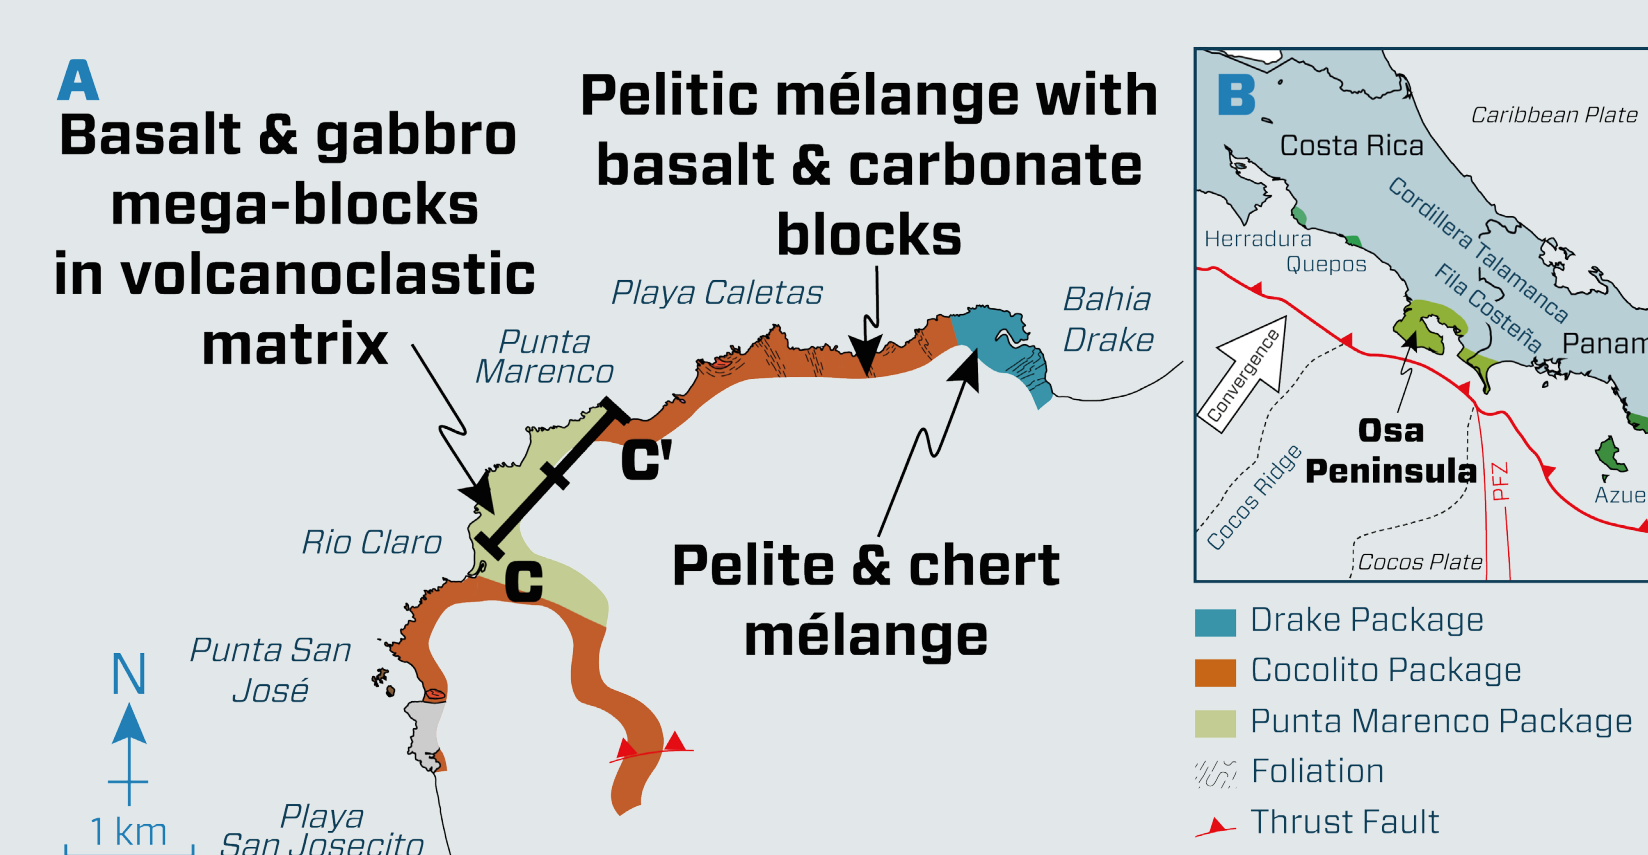 A
Basalt & gabbro
mega-blocks
in volcanoclastic
matrix
Pelitic mélange with
basalt & carbonate
blocks
Playa Caletas
Bahia
Drake
Punta
Marenco
C'
Rio Claro
C
Pelite & chert
mélange
Punta San
José
N
1 km
Playa
San Josecito
B
Caribbean Plate
Costa Rica
Cordillera Talamanca
Herradura
Quepos
Fila Costeña
Panam
Convergence
Osa
Peninsula
Cocos Ridge
PFZ
Azue
Cocos Plate
Drake Package
Cocolito Package
Punta Marenco Package
Foliation
Thrust Fault